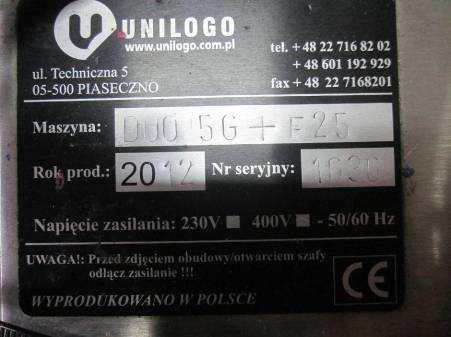 UNILOGO
www.unilogo.com.pl
tel. + 48 22 716 82 02
+ 48 601 192 929
fax + 48 22 7168201
ul. Techniczna 5
05-500 PIASECZNO
Maszyna: DUO 5G + F25
Rok prod.: 2012 Nr seryjny: 1636
Napięcie zasilania: 230V 400V - 50/60 Hz
UWAGA!: Przed zdjęciem obudowy/otwarciem szafy
odłącz zasilanie !!!
WYPRODUKOWANO W POLSCE
CE